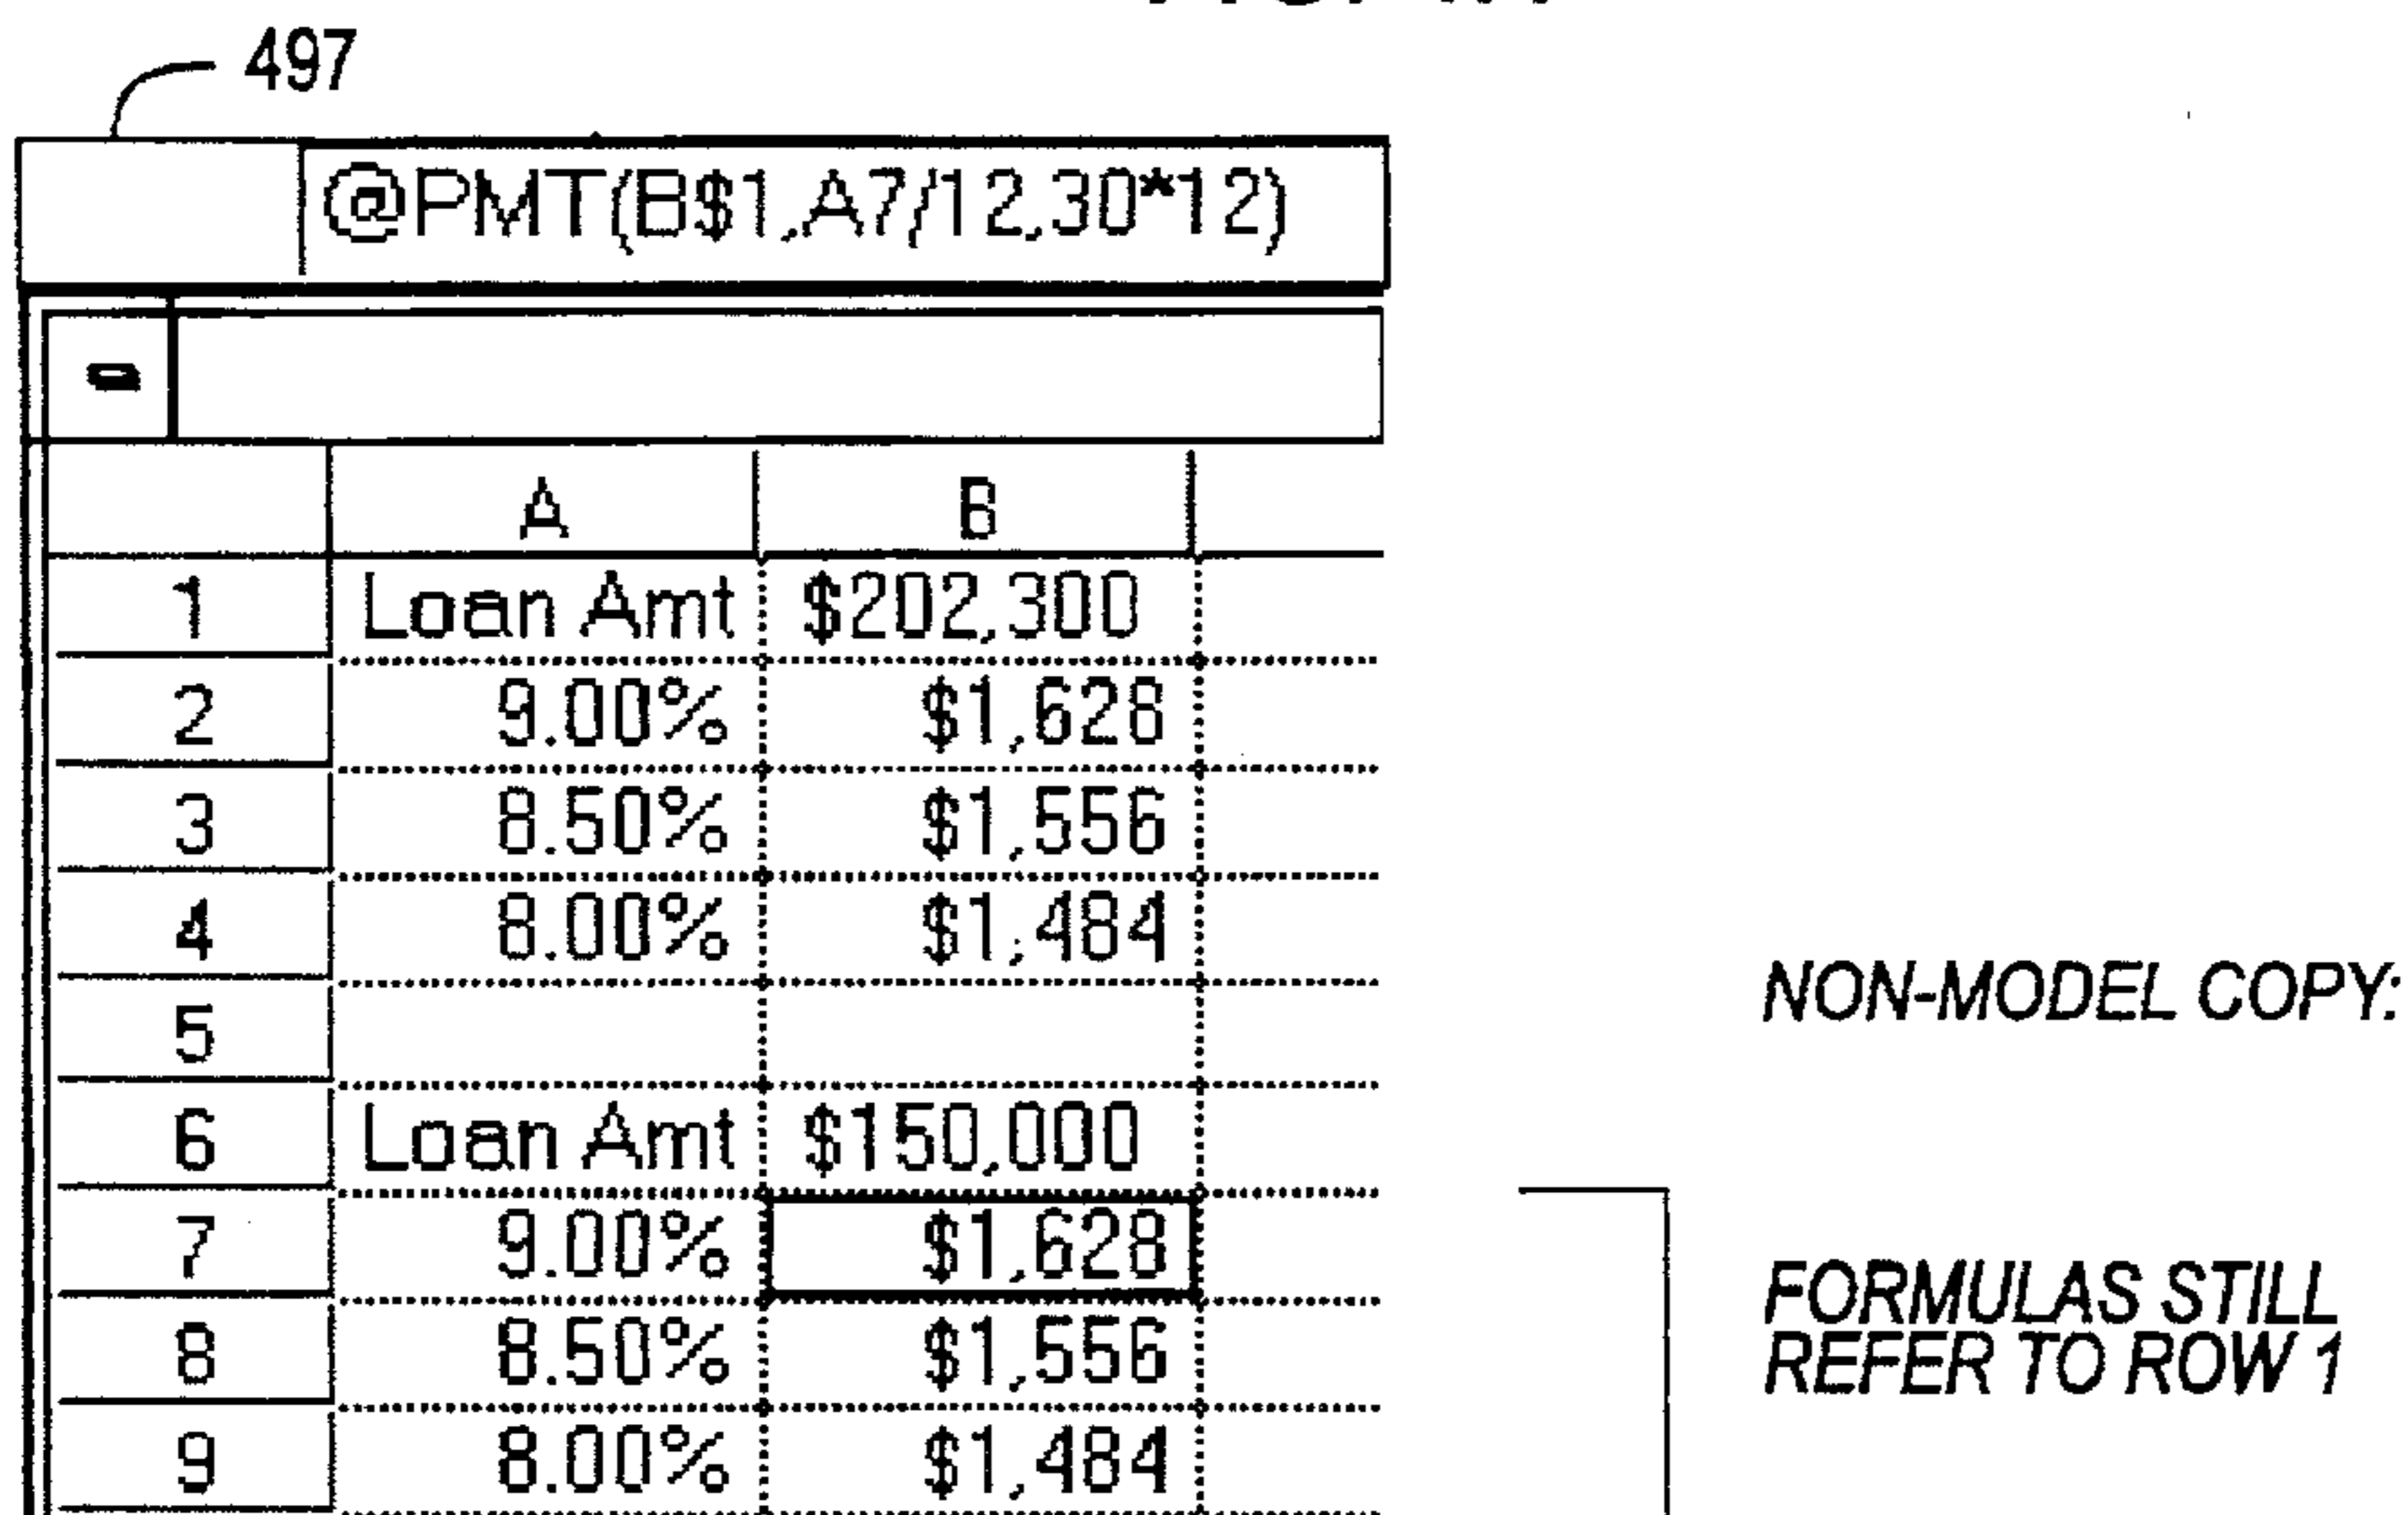 497
@PMT(B$1,A7/12,30*12)
A B
1 Loan Amt $202,300
2 9.00% $1,628
3 8.50% $1,556
4 8.00% $1,484
5
6 Loan Amt $150,000
7 9.00% $1,628
8 8.50% $1,556
9 8.00% $1,484
NON-MODEL COPY:
FORMULAS STILL
REFER TO ROW 1